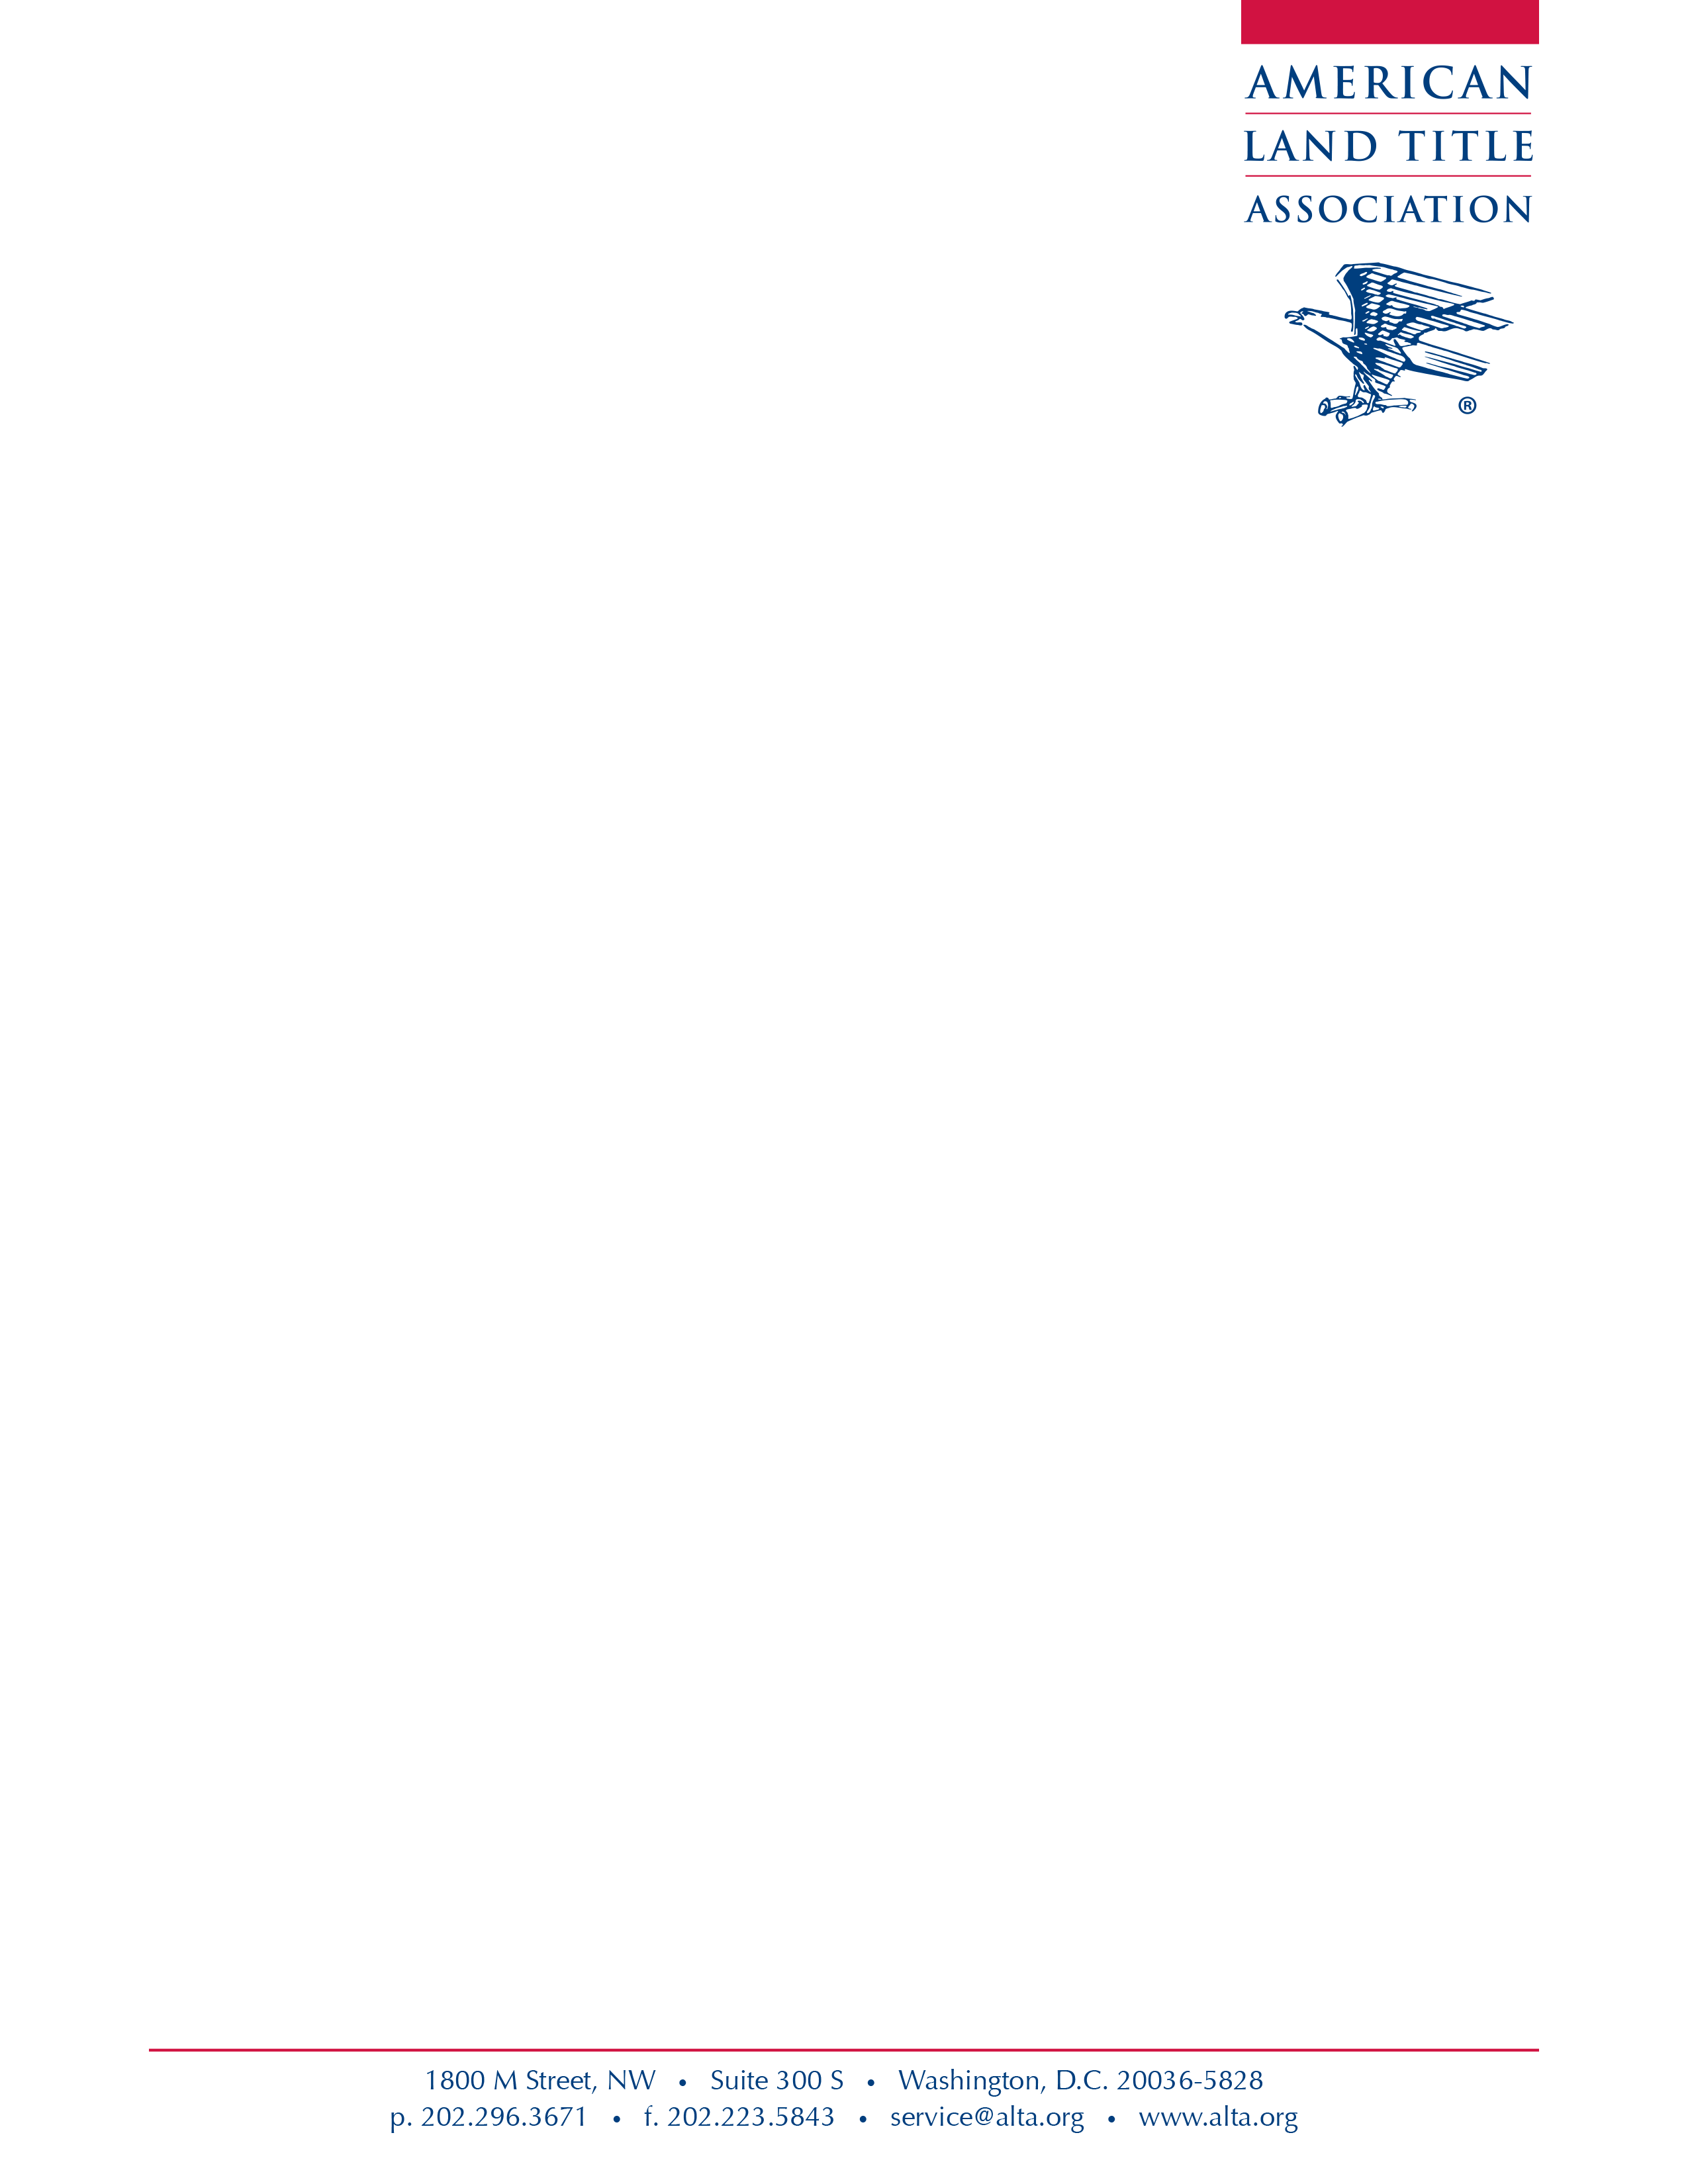 AMERICAN
LAND TITLE
ASSOCIATION
®
1800 M Street, NW • Suite 300 S • Washington, D.C. 20036-5828
p. 202.296.3671 • f. 202.223.5843 • service@alta.org • www.alta.org